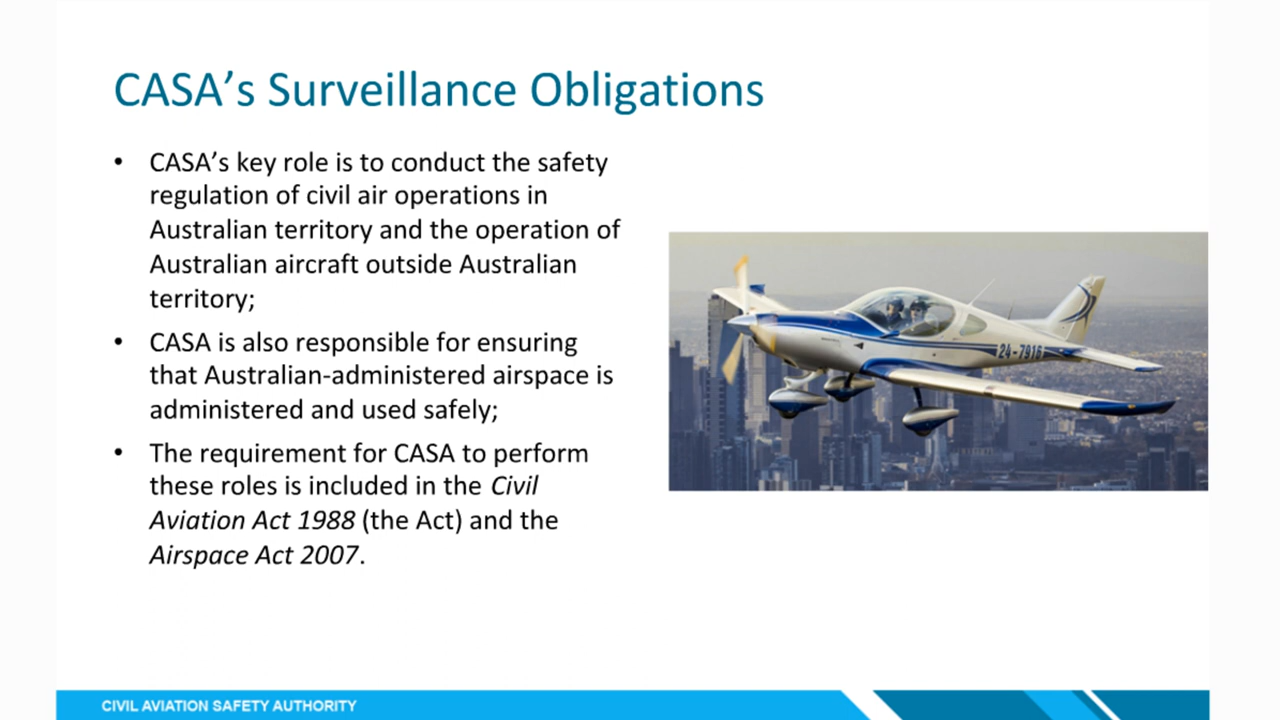 CASA’s Surveillance Obligations
• CASA’s key role is to conduct the safety
regulation of civil air operations in
Australian territory and the operation of
Australian aircraft outside Australian
territory;
• CASA is also responsible for ensuring
that Australian-administered airspace is
administered and used safely;
• The requirement for CASA to perform
these roles is included in the Civil
Aviation Act 1988 (the Act) and the
Airspace Act 2007.
24-7916
CIVIL AVIATION SAFETY AUTHORITY